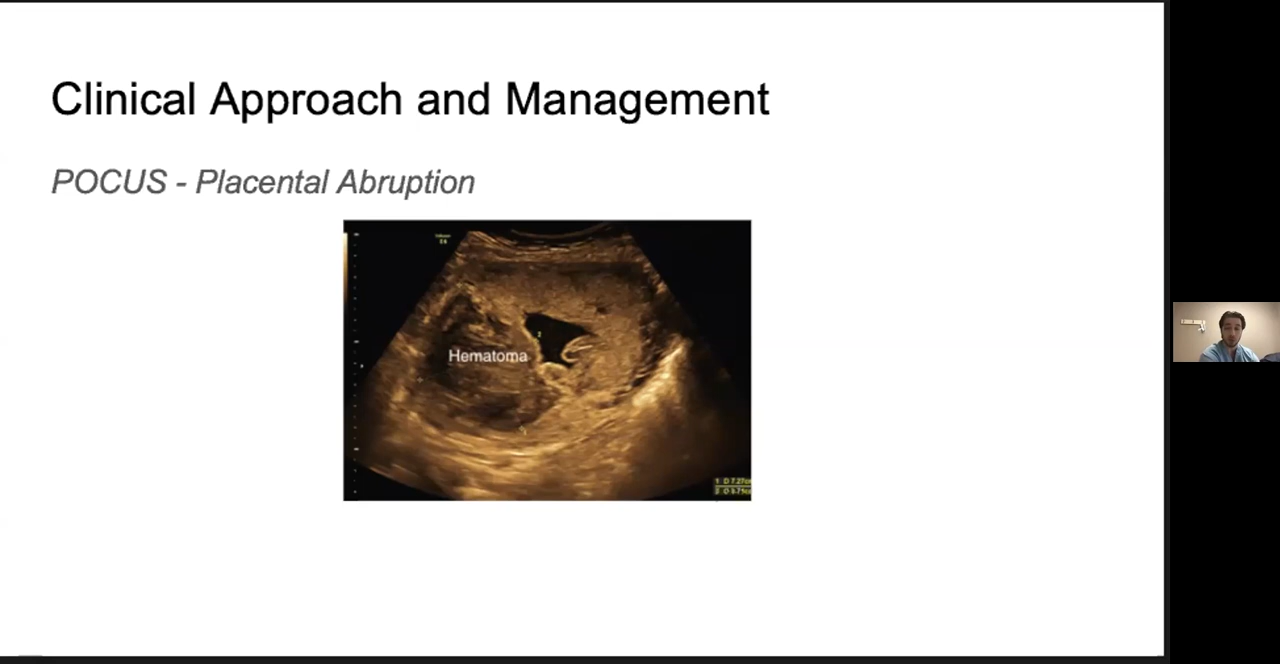 Clinical Approach and Management
POCUS - Placental Abruption
Hematoma